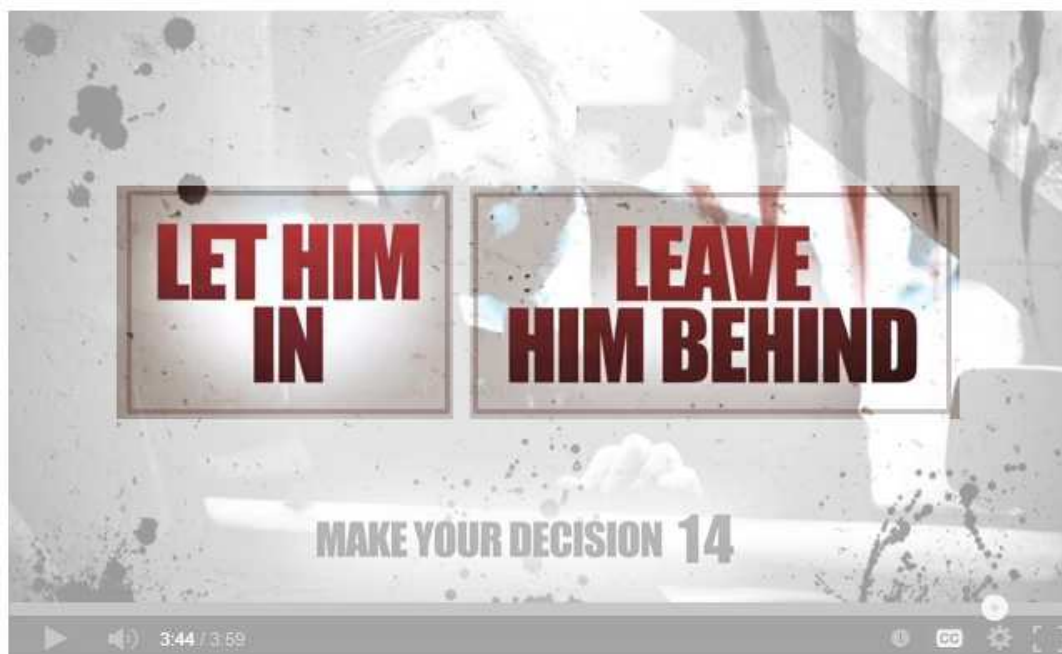 LET HIM
IN
LEAVE
HIM BEHIND
MAKE YOUR DECISION 14
3:44 / 3:59
CC